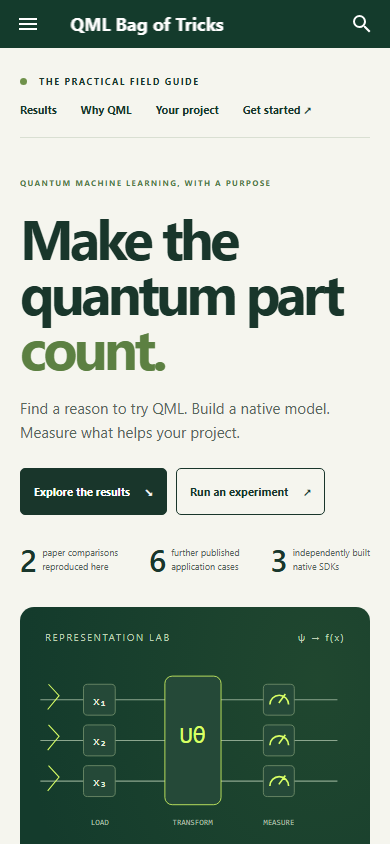 QML Bag of Tricks
THE PRACTICAL FIELD GUIDE
Results Why QML Your project Get started ↗
QUANTUM MACHINE LEARNING, WITH A PURPOSE
Make the
quantum part
count.
Find a reason to try QML. Build a native model.
Measure what helps your project.
Explore the results ↘ Run an experiment ↗
2 paper comparisons
reproduced here
6 further published
application cases
3 independently built
native SDKs
REPRESENTATION LAB ψ → f(x)
x₁
x₂
x₃
Uθ
LOAD TRANSFORM MEASURE